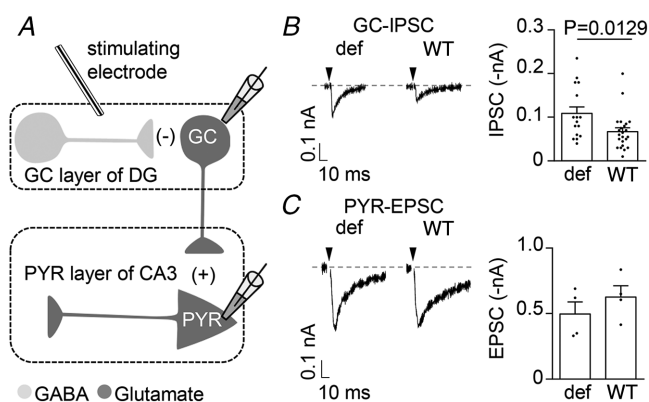 A
stimulating
electrode
(-)
GC
GC layer of DG
PYR layer of CA3
(+)
PYR
GABA
Glutamate
B
GC-IPSC
def
WT
0.1 nA
10 ms
IPSC (-nA)
0.3
0.2
0.1
0
P=0.0129
def
WT
C
PYR-EPSC
def
WT
0.1 nA
10 ms
EPSC (-nA)
1.0
0.5
0
def
WT